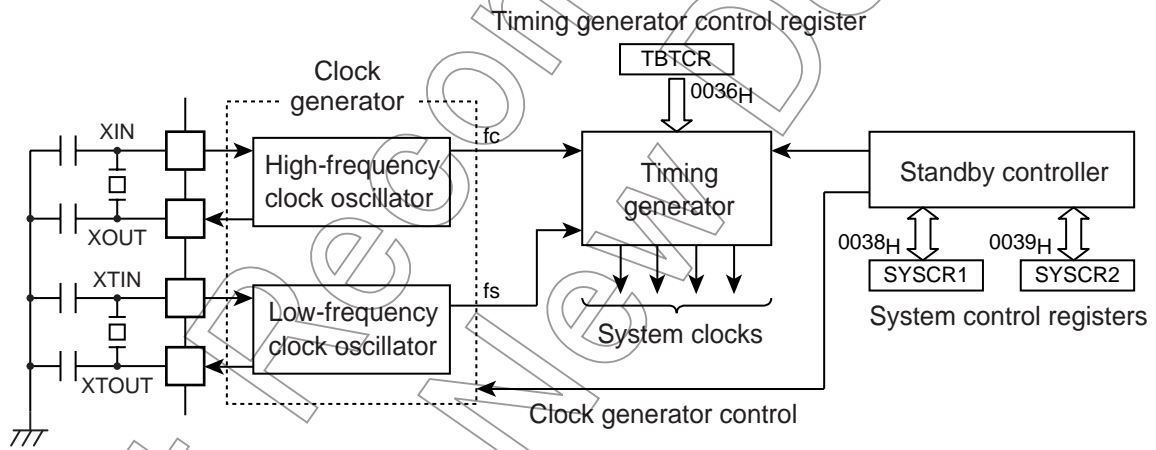 Timing generator control register
TBTCR
0036H
Clock
generator
XIN
High-frequency
clock oscillator
fc
XOUT
Timing
generator
Standby controller
0038H
0039H
SYSCR1
SYSCR2
System control registers
XTIN
Low-frequency
clock oscillator
fs
XTOUT
System clocks
Clock generator control